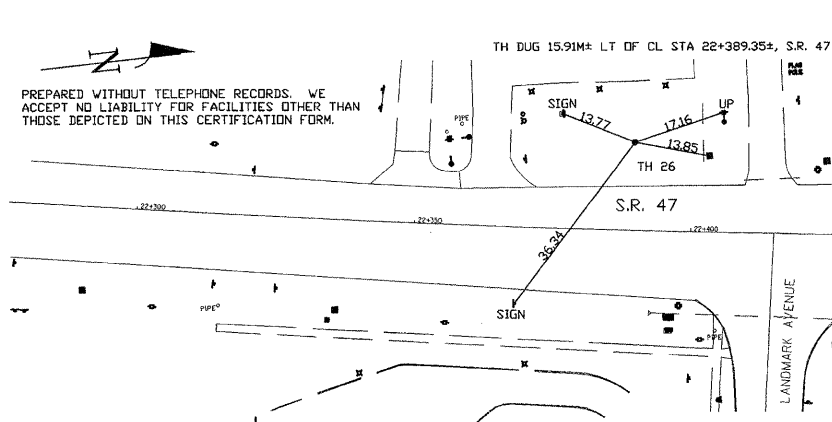 TH DUG 15.91M± LT OF CL STA 22+389.35±, S.R. 47
N
PREPARED WITHOUT TELEPHONE RECORDS. WE
ACCEPT NO LIABILITY FOR FACILITIES OTHER THAN
THOSE DEPICTED ON THIS CERTIFICATION FORM.
SIGN
UP
PIPE
13.77
17.16
13.85
TH 26
S.R. 47
22+300
22+350
22+400
36.34
PIPE
SIGN
PIPE
LANDMARK AVENUE